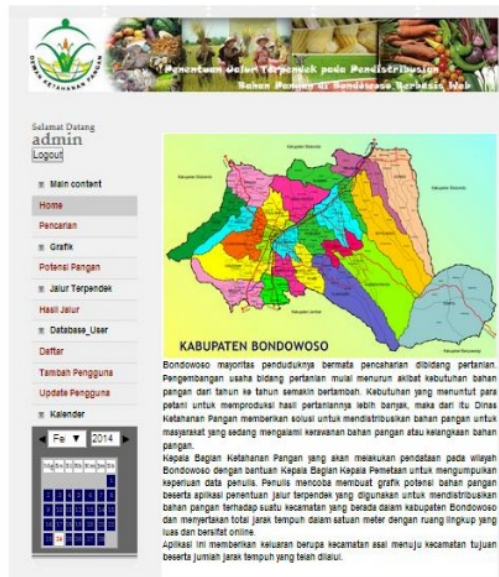 DEWAN KETAHANAN PANGAN
Penentuan Jalur Terpendek pada Pendistribusian
Bahan Pangan di Bondowoso Berbasis Web
Selamat Datang
admin
Logout
Main content
Home
Pencarian
Grafik
Potensi Pangan
Jalur Terpendek
Hasil Jalur
Database_User
Daftar
Tambah Pengguna
Update Pengguna
Kalender
Fe 2014
KABUPATEN BONDOWOSO
Bondowoso mayoritas penduduknya bermata pencaharian dibidang pertanian.
Pengembangan usaha bidang pertanian mulai menurun akibat kebutuhan bahan
pangan dari tahun ke tahun semakin bertambah. Kebutuhan yang menuntut para
petani untuk memproduksi hasil pertaniannya lebih banyak, maka dari itu Dinas
Ketahanan Pangan memberikan solusi untuk mendistribusikan bahan pangan untuk
masyarakat yang sedang mengalami kerawanan bahan pangan atau kelangkaan bahan
pangan.
Kepala Bagian Ketahanan Pangan yang akan melakukan pendataan pada wilayah
Bondowoso dengan bantuan Kepala Bagian Kepala Pemetaan untuk mengumpulkan
keperluan data penulis. Penulis mencoba membuat grafik potensi bahan pangan
beserta aplikasi penentuan jalur terpendek yang digunakan untuk mendistribusikan
bahan pangan terhadap suatu kecamatan yang berada dalam kabupaten Bondowoso
dan menyertakan total jarak tempuh dalam satuan meter dengan ruang lingkup yang
luas dan bersifat online.
Aplikasi ini memberikan keluaran berupa kecamatan asal menuju kecamatan tujuan
beserta jumlah jarak tempuh yang telah dilalui.